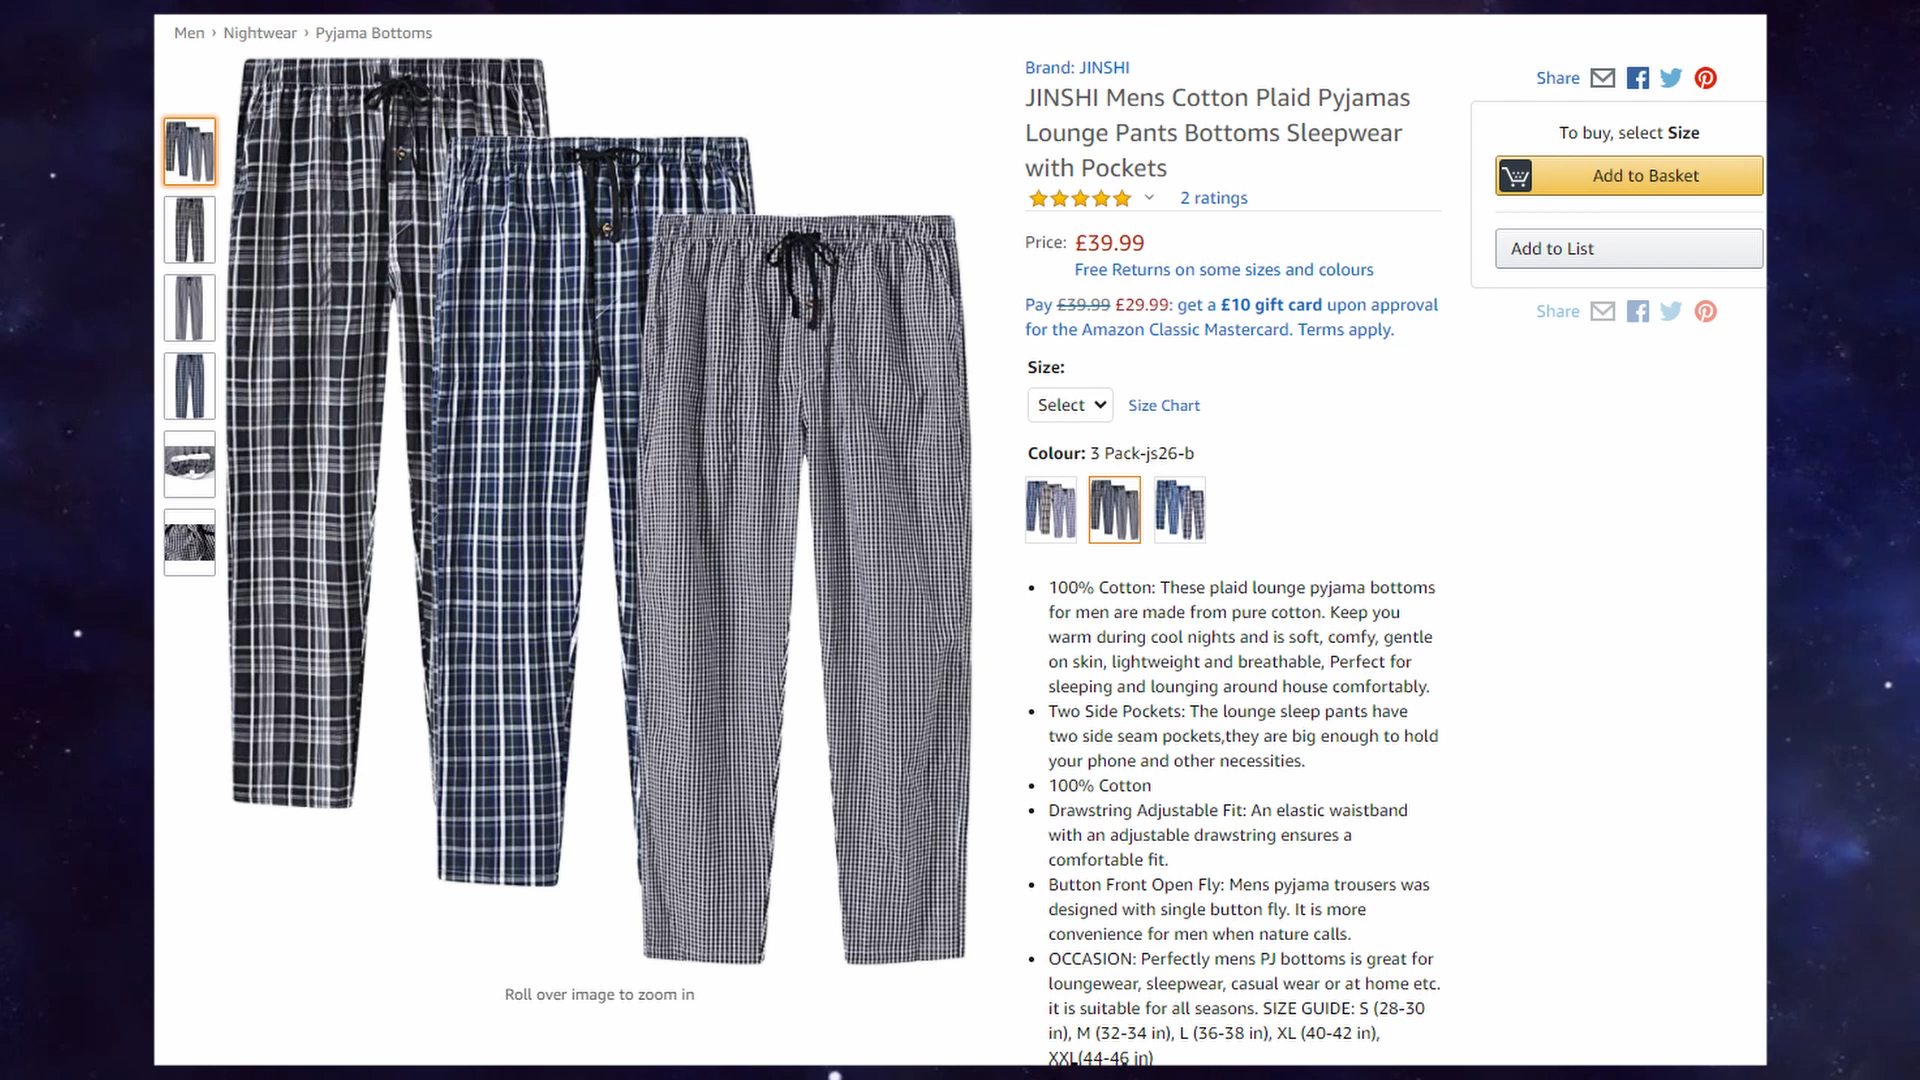 Men › Nightwear › Pyjama Bottoms
Brand: JINSHI
JINSHI Mens Cotton Plaid Pyjamas
Lounge Pants Bottoms Sleepwear
with Pockets
2 ratings
Price: £39.99
Free Returns on some sizes and colours
Pay £39.99 £29.99: get a £10 gift card upon approval
for the Amazon Classic Mastercard. Terms apply.
Size:
Select
Size Chart
Colour: 3 Pack-js26-b
• 100% Cotton: These plaid lounge pyjama bottoms
for men are made from pure cotton. Keep you
warm during cool nights and is soft, comfy, gentle
on skin, lightweight and breathable, Perfect for
sleeping and lounging around house comfortably.
• Two Side Pockets: The lounge sleep pants have
two side seam pockets,they are big enough to hold
your phone and other necessities.
• 100% Cotton
• Drawstring Adjustable Fit: An elastic waistband
with an adjustable drawstring ensures a
comfortable fit.
• Button Front Open Fly: Mens pyjama trousers was
designed with single button fly. It is more
convenience for men when nature calls.
• OCCASION: Perfectly mens PJ bottoms is great for
loungewear, sleepwear, casual wear or at home etc.
it is suitable for all seasons. SIZE GUIDE: S (28-30
in), M (32-34 in), L (36-38 in), XL (40-42 in),
XXL(44-46 in)
Roll over image to zoom in
Share
To buy, select Size
Add to Basket
Add to List
Share